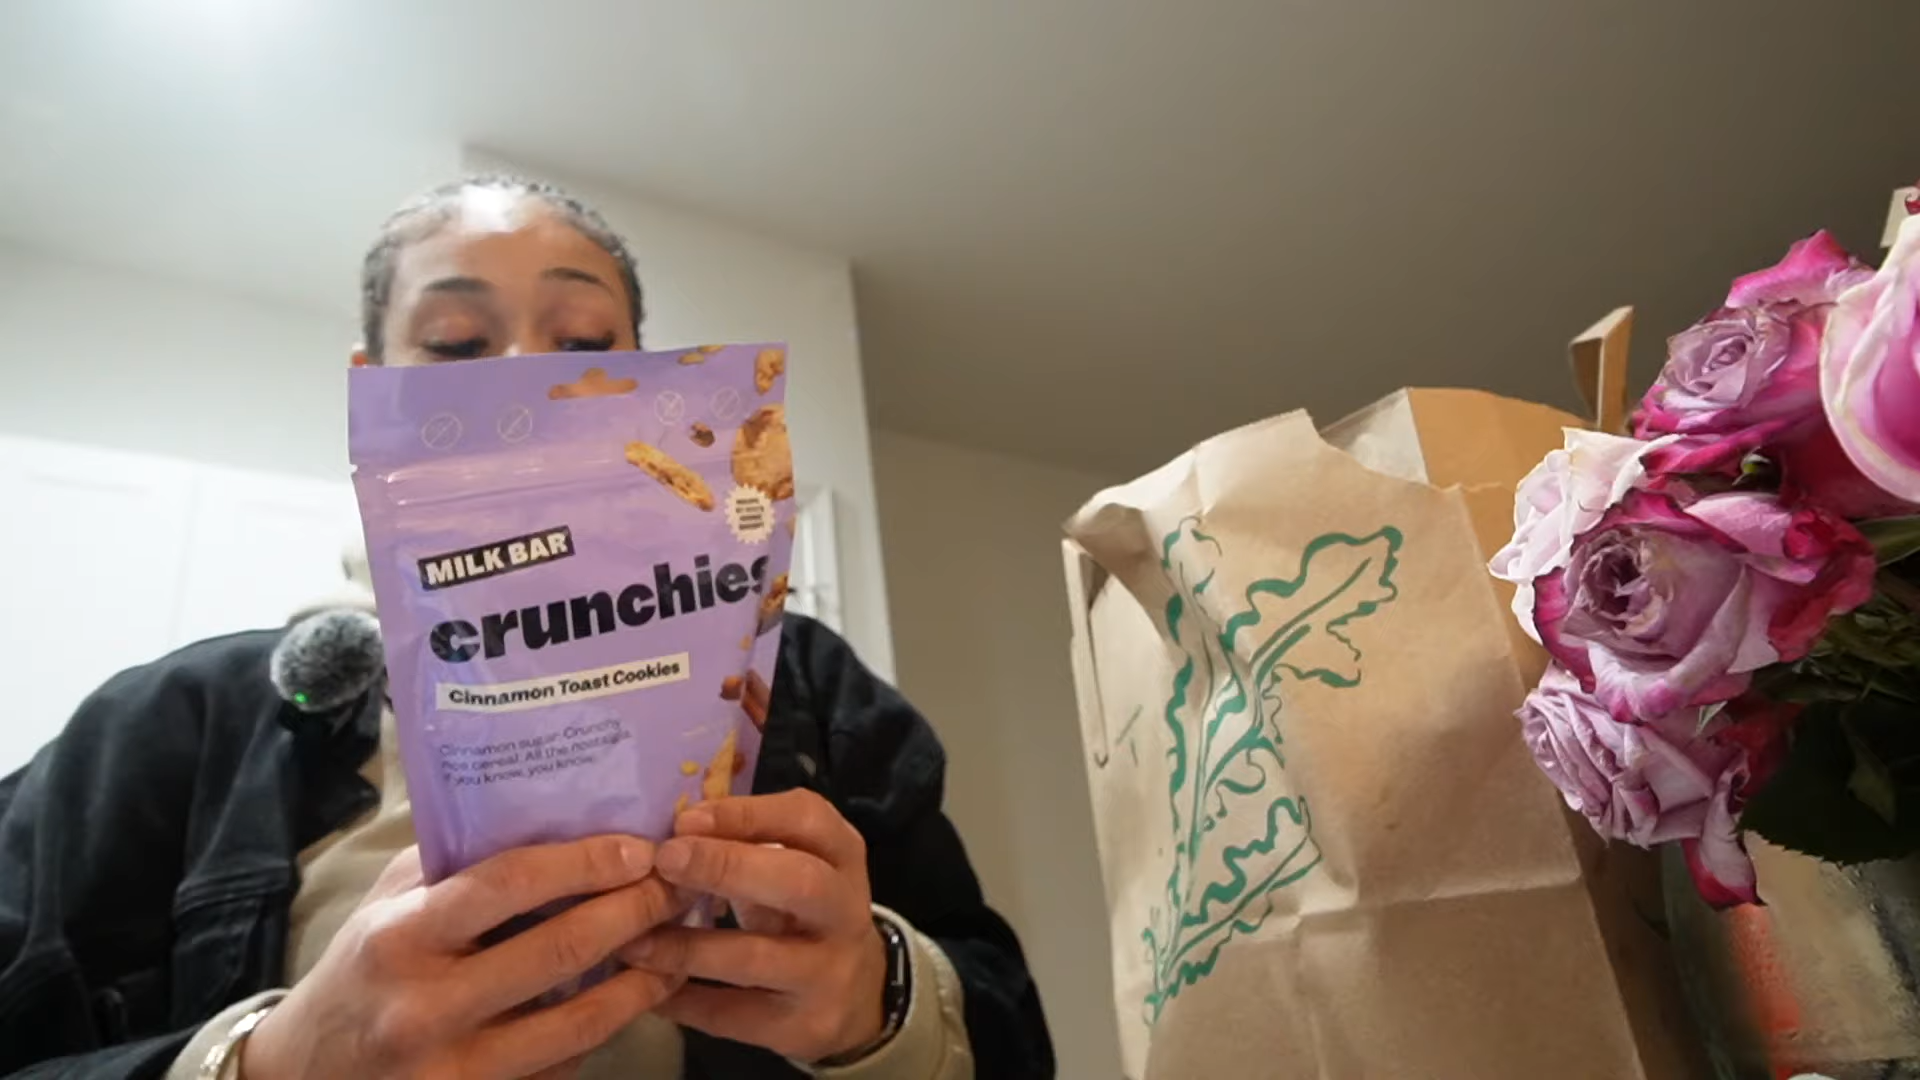 MILK BAR
crunchies
Cinnamon Toast Cookies
Cinnamon sugar. Crunchy
rice cereal. All the nostalgia.
If you know, you know.